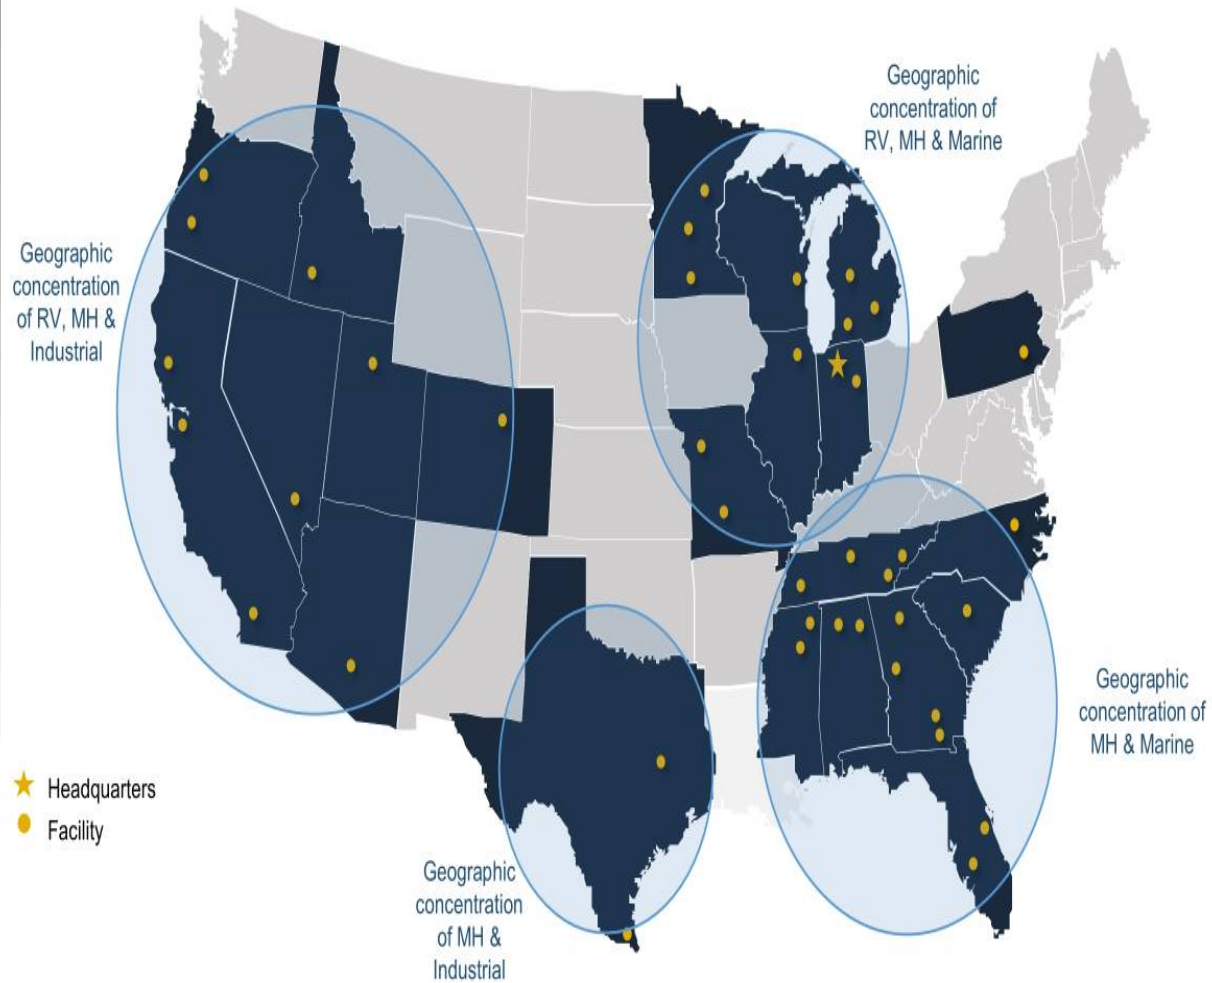 Geographic
concentration of
RV, MH & Marine
Geographic
concentration
of RV, MH &
Industrial
Geographic
concentration of
MH & Marine
Headquarters
Facility
Geographic
concentration
of MH &
Industrial